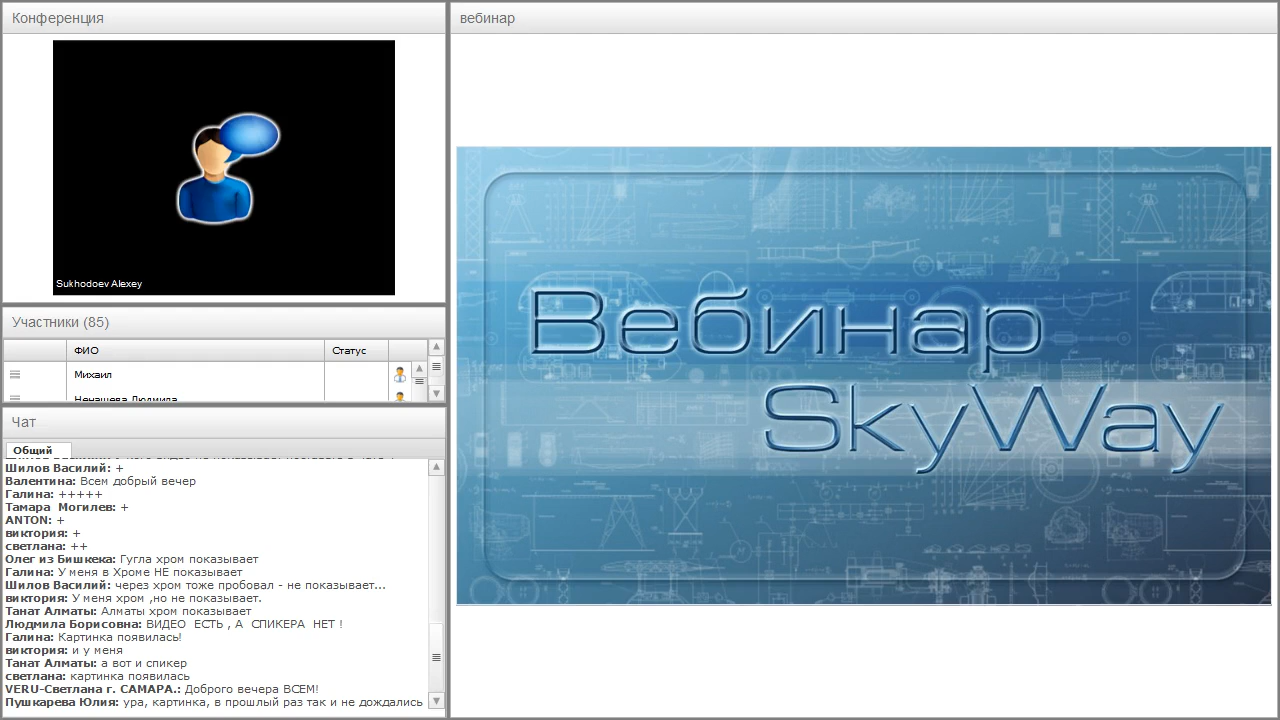 Конференция
Sukhodoev Alexey
Участники (85)
ФИО Статус
Михаил
Ненашева Людмила
Чат
Общий
Шилов Василий: +
Валентина: Всем добрый вечер
Галина: +++++
Тамара Могилев: +
ANTON: +
виктория: +
светлана: ++
Олег из Бишкека: Гугла хром показывает
Галина: У меня в Хроме НЕ показывает
Шилов Василий: через хром тоже пробовал - не показывает...
виктория: У меня хром ,но не показывает.
Танат Алматы: Алматы хром показывает
Людмила Борисовна: ВИДЕО ЕСТЬ , А СПИКЕРА НЕТ !
Галина: Картинка появилась!
виктория: и у меня
Танат Алматы: а вот и спикер
светлана: картинка появилась
VERU-Светлана г. САМАРА.: Доброго вечера ВСЕМ!
Пушкарева Юлия: ура, картинка, в прошлый раз так и не дождались
вебинар
Вебинар
SkyWay